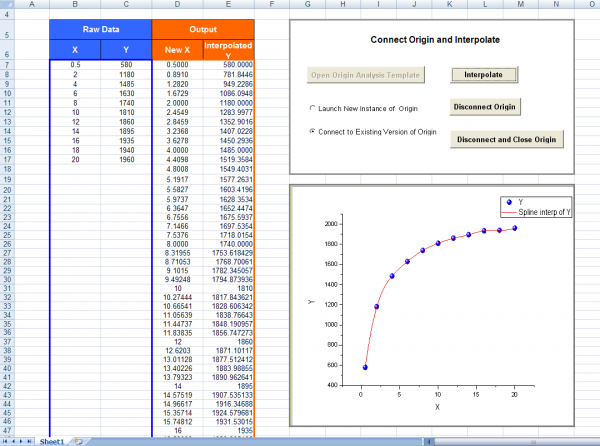 A B C D E F G H I J K L M N O
4
5 Raw Data Output
6 X Y New X Interpolated Y
7 0.5 580 0.5000 580.0000
8 2 1180 0.8910 781.8446
9 4 1485 1.2820 949.2286
10 6 1630 1.6729 1086.0948
11 8 1740 2.0000 1180.0000
12 10 1810 2.4549 1283.9977
13 12 1860 2.8459 1352.9016
14 14 1895 3.2368 1407.0228
15 16 1935 3.6278 1450.2936
16 18 1940 4.0000 1485.0000
17 20 1960 4.4098 1519.3584
18 4.8008 1549.4031
19 5.1917 1577.2631
20 5.5827 1603.4196
21 5.9737 1628.3534
22 6.3647 1652.4474
23 6.7556 1675.5937
24 7.1466 1697.5354
25 7.5376 1718.0154
26 8.0000 1740.0000
27 8.31955 1753.618429
28 8.71053 1768.70061
29 9.1015 1782.345057
30 9.49248 1794.873936
31 10 1810
32 10.27444 1817.843621
33 10.66541 1828.606342
34 11.05639 1838.76643
35 11.44737 1848.190957
36 11.83835 1856.747273
37 12 1860
38 12.6203 1871.10117
39 13.01128 1877.512412
40 13.40226 1883.98855
41 13.79323 1890.962641
42 14 1895
43 14.57519 1907.535133
44 14.96617 1916.34688
45 15.35714 1924.579681
46 15.74812 1931.53015
47 16 1935
Sheet1
Connect Origin and Interpolate
Open Origin Analysis Template
Interpolate
Launch New Instance of Origin
Disconnect Origin
Connect to Existing Version of Origin
Disconnect and Close Origin
Y
Spline interp of Y
2000
1800
1600
1400
1200
1000
800
600
400
Y
0 5 10 15 20
X